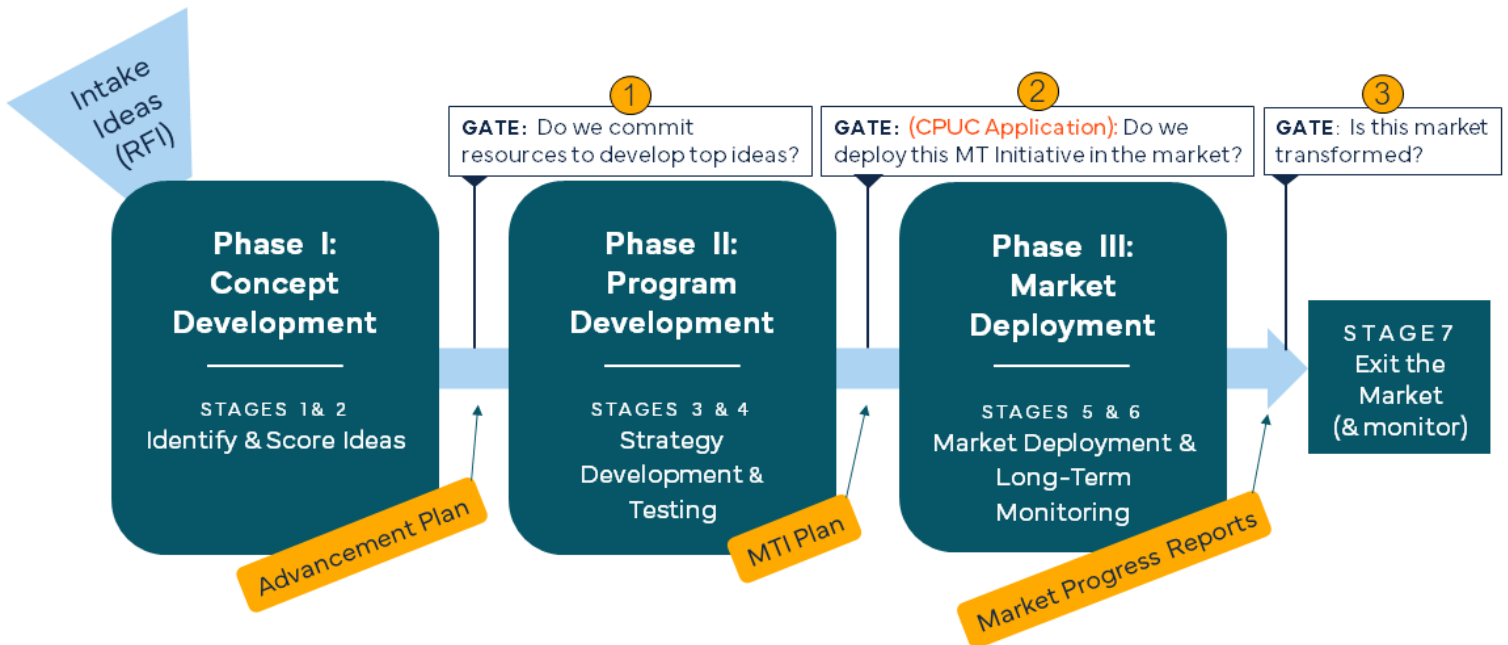 Intake
Ideas
(RFI)
1
GATE: Do we commit
resources to develop top ideas?
2
GATE: (CPUC Application): Do we
deploy this MT Initiative in the market?
3
GATE: Is this market
transformed?
Phase I:
Concept
Development
STAGES 1 & 2
Identify & Score Ideas
Advancement Plan
Phase II:
Program
Development
STAGES 3 & 4
Strategy
Development &
Testing
MTI Plan
Phase III:
Market
Deployment
STAGES 5 & 6
Market Deployment &
Long-Term
Monitoring
Market Progress Reports
STAGE 7
Exit the
Market
(& monitor)